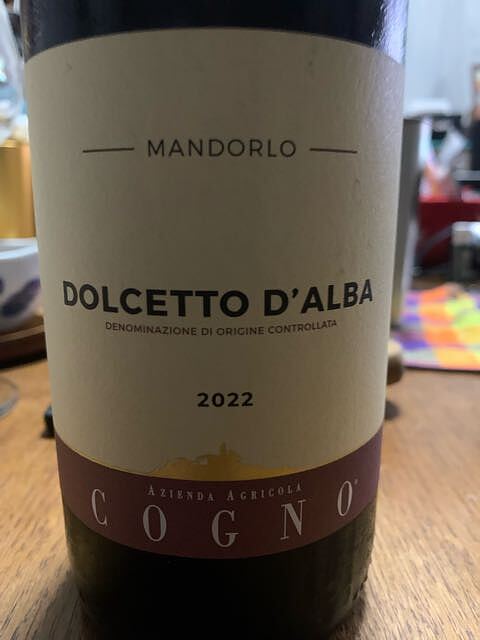 MANDORLO
DOLCETTO D'ALBA
DENOMINAZIONE DI ORIGINE CONTROLLATA
2022
AZIENDA AGRICOLA
COGNO